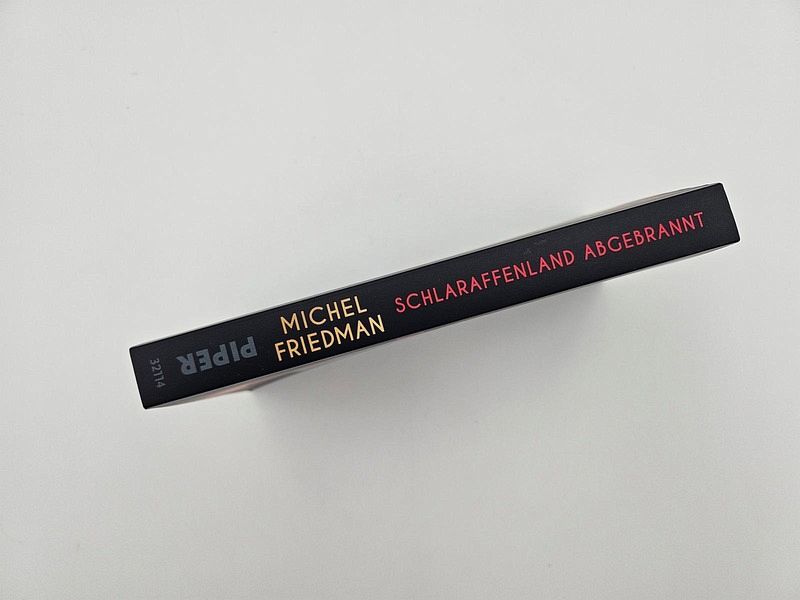 MICHEL
FRIEDMAN
SCHLARAFFENLAND ABGEBRANNT
PIPER
32114